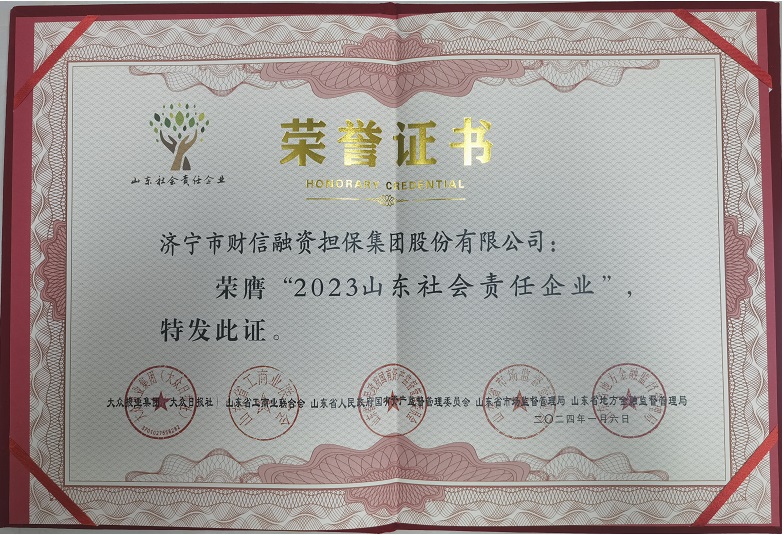 山东社会责任企业
荣誉证书
HONORARY CREDENTIAL
济宁市财信融资担保集团股份有限公司：
荣膺“2023山东社会责任企业”，
特发此证。
大众报业集团（大众日报社） 山东省工商业联合会 山东省人民政府国有资产监督管理委员会 山东省市场监督管理局 山东省地方金融监督管理局
二〇二四年一月六日